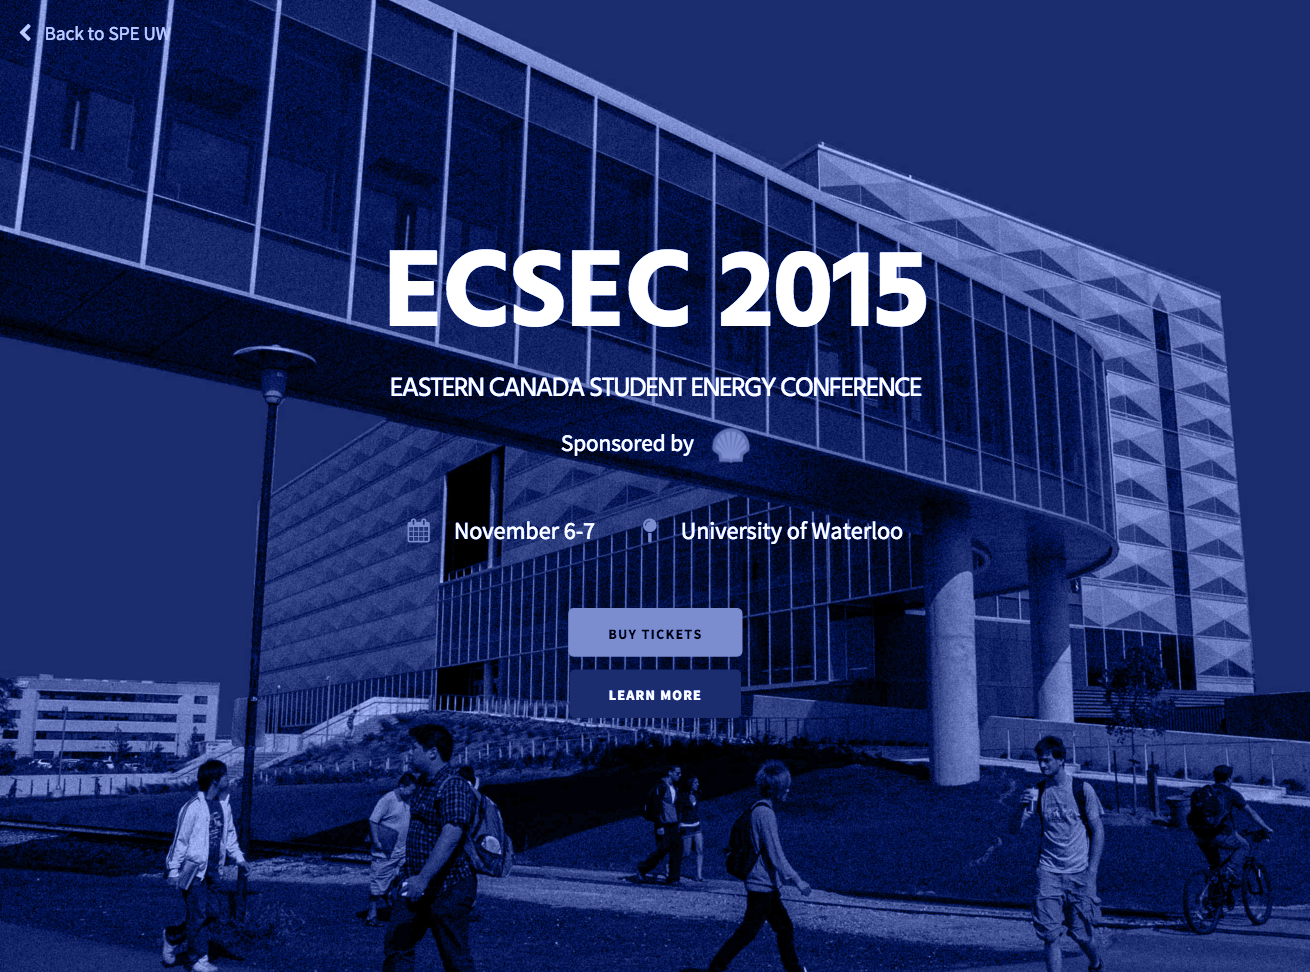 Back to SPE UW
ECSEC 2015
EASTERN CANADA STUDENT ENERGY CONFERENCE
Sponsored by
November 6-7 University of Waterloo
BUY TICKETS
LEARN MORE